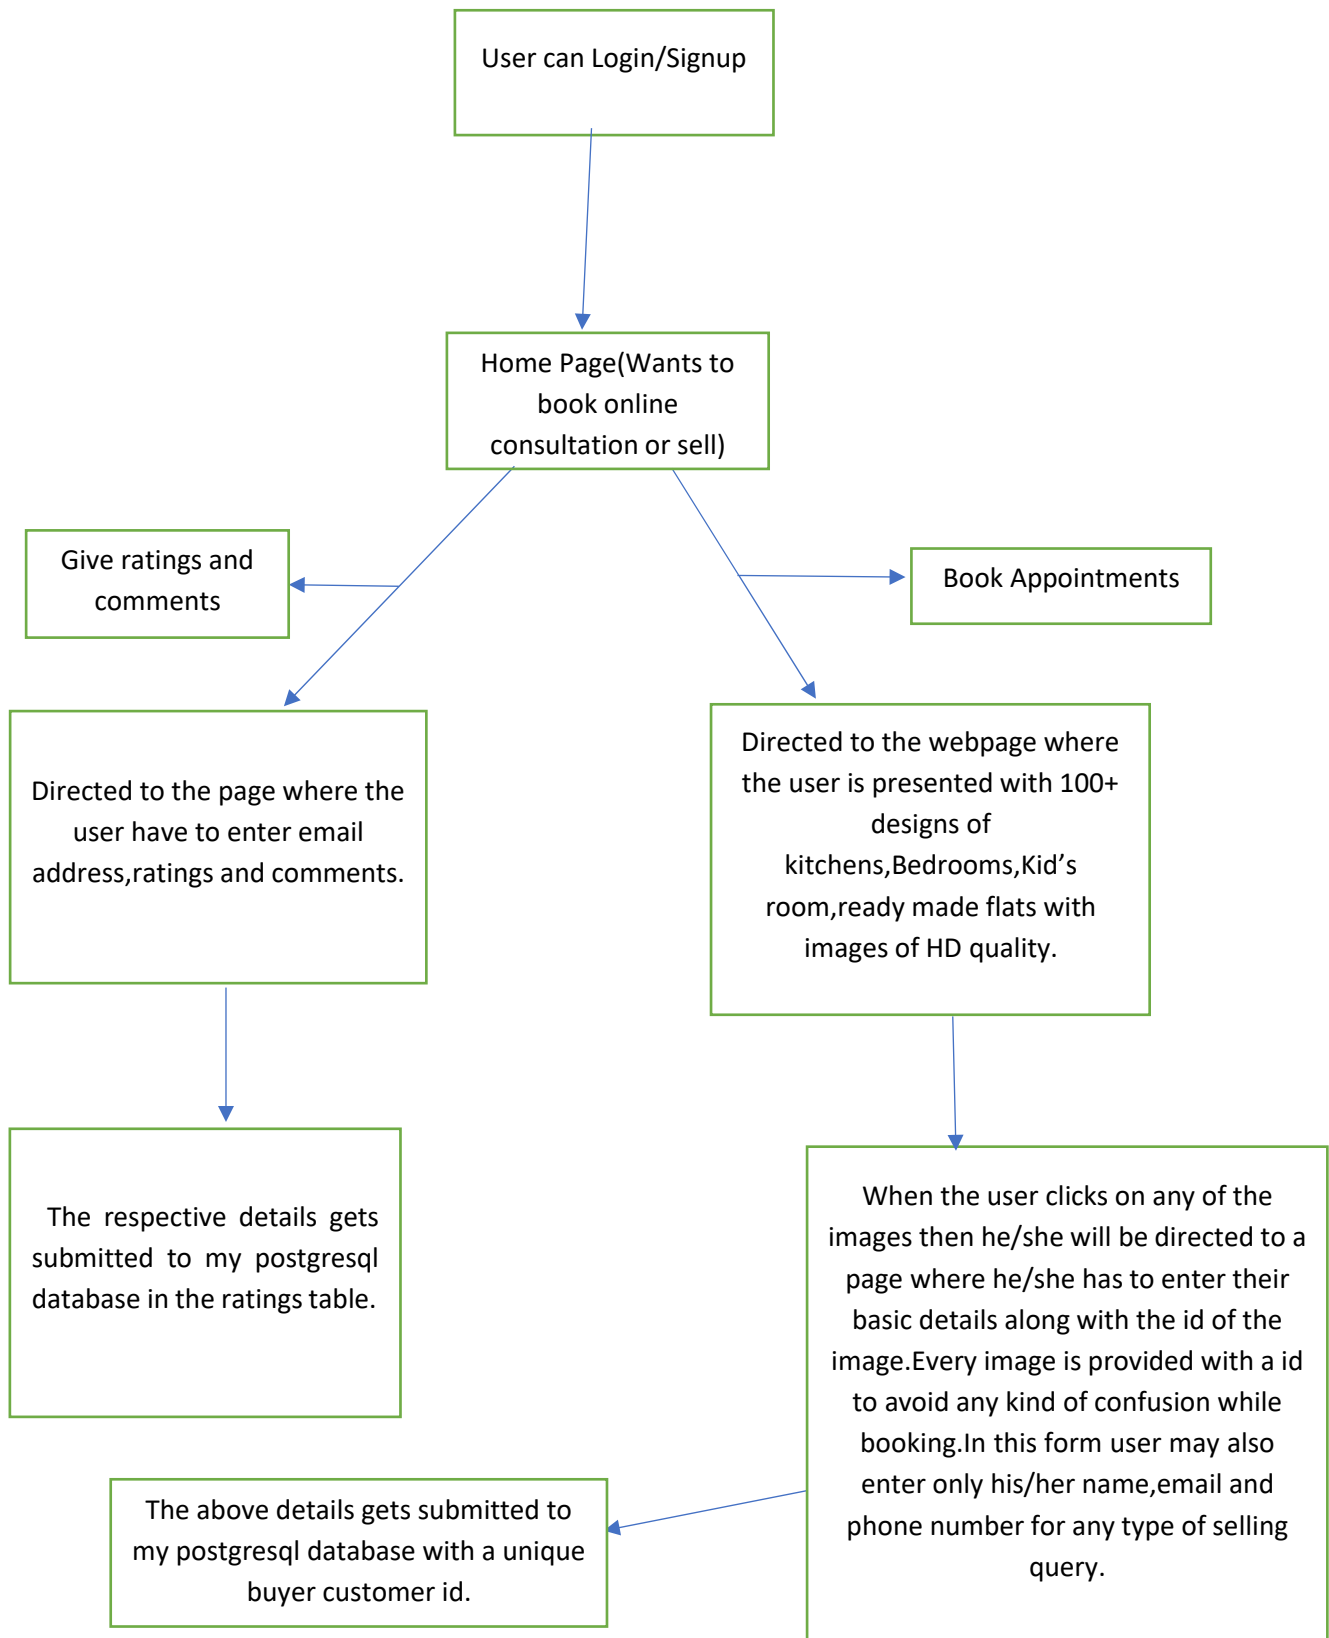 User can Login/Signup
Home Page(Wants to
book online
consultation or sell)
Give ratings and
comments
Book Appointments
Directed to the page where the
user have to enter email
address,ratings and comments.
Directed to the webpage where
the user is presented with 100+
designs of
kitchens,Bedrooms,Kid’s
room,ready made flats with
images of HD quality.
The respective details gets
submitted to my postgresql
database in the ratings table.
When the user clicks on any of the
images then he/she will be directed to a
page where he/she has to enter their
basic details along with the id of the
image.Every image is provided with a id
to avoid any kind of confusion while
booking.In this form user may also
enter only his/her name,email and
phone number for any type of selling
query.
The above details gets submitted to
my postgresql database with a unique
buyer customer id.